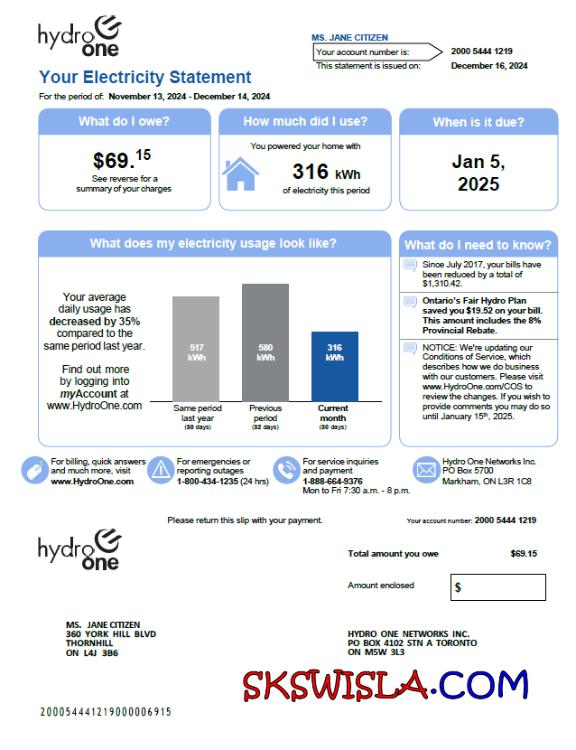 hydro one
MS. JANE CITIZEN
Your account number is: 2000 5444 1219
This statement is issued on: December 16, 2024
Your Electricity Statement
For the period of: November 13, 2024 - December 14, 2024
What do I owe?
$69.15
See reverse for a
summary of your charges
How much did I use?
You powered your home with
316 kWh
of electricity this period
When is it due?
Jan 5,
2025
What does my electricity usage look like?
Your average
daily usage has
decreased by 35%
compared to the
same period last year.
Find out more
by logging into
myAccount at
www.HydroOne.com
517
kWh
580
kWh
316
kWh
Same period
last year
(30 days)
Previous
period
(32 days)
Current
month
(30 days)
What do I need to know?
Since July 2017, your bills have
been reduced by a total of
$1,310.42.
Ontario's Fair Hydro Plan
saved you $19.52 on your bill.
This amount includes the 8%
Provincial Rebate.
NOTICE: We're updating our
Conditions of Service, which
describes how we do business
with our customers. Please visit
www.HydroOne.com/COS to
review the changes. If you wish to
provide comments you may do so
until January 15th, 2025.
For billing, quick answers
and much more, visit
www.HydroOne.com
For emergencies or
reporting outages
1-800-434-1235 (24 hrs)
For service inquiries
and payment
1-888-664-9376
Mon to Fri 7:30 a.m. - 8 p.m.
Hydro One Networks Inc.
PO Box 5700
Markham, ON L3R 1C8
Please return this slip with your payment.
Your account number: 2000 5444 1219
hydro one
Total amount you owe $69.15
Amount enclosed $
MS. JANE CITIZEN
360 YORK HILL BLVD
THORNHILL
ON L4J 3B6
HYDRO ONE NETWORKS INC.
PO BOX 4102 STN A TORONTO
ON M5W 3L3
SKSWISLA.COM
200054441219000006915